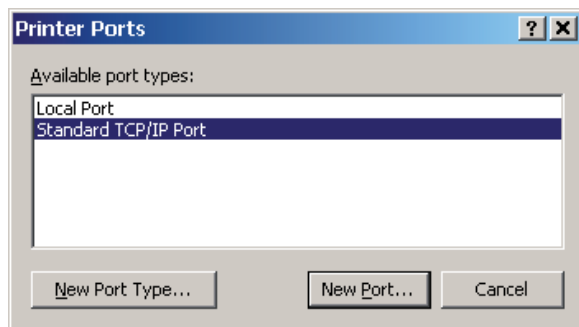 Printer Ports
Available port types:
Local Port
Standard TCP/IP Port
New Port Type...
New Port...
Cancel